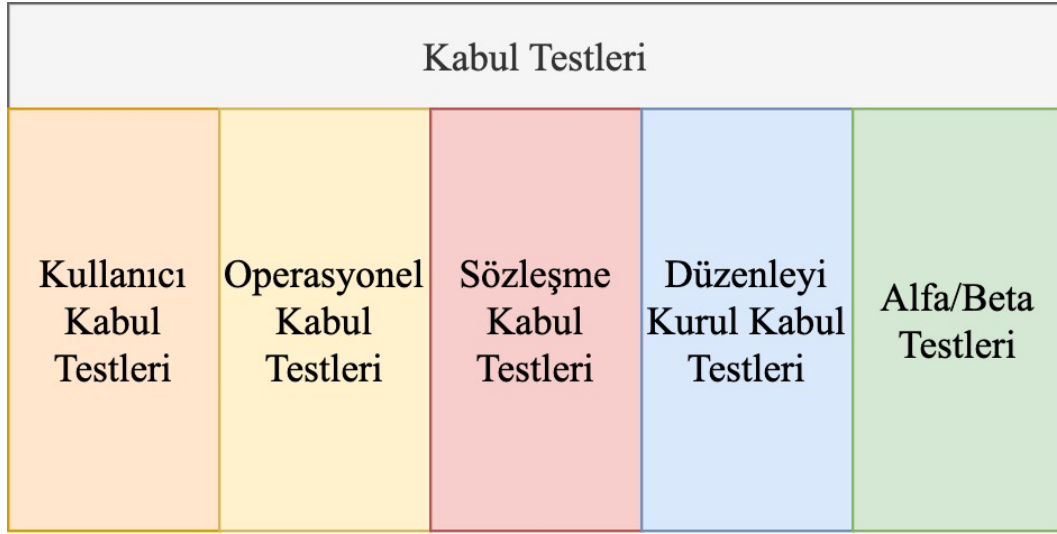 Kabul Testleri
Kullanıcı
Kabul
Testleri
Operasyonel
Kabul
Testleri
Sözleşme
Kabul
Testleri
Düzenleyi
Kurul Kabul
Testleri
Alfa/Beta
Testleri